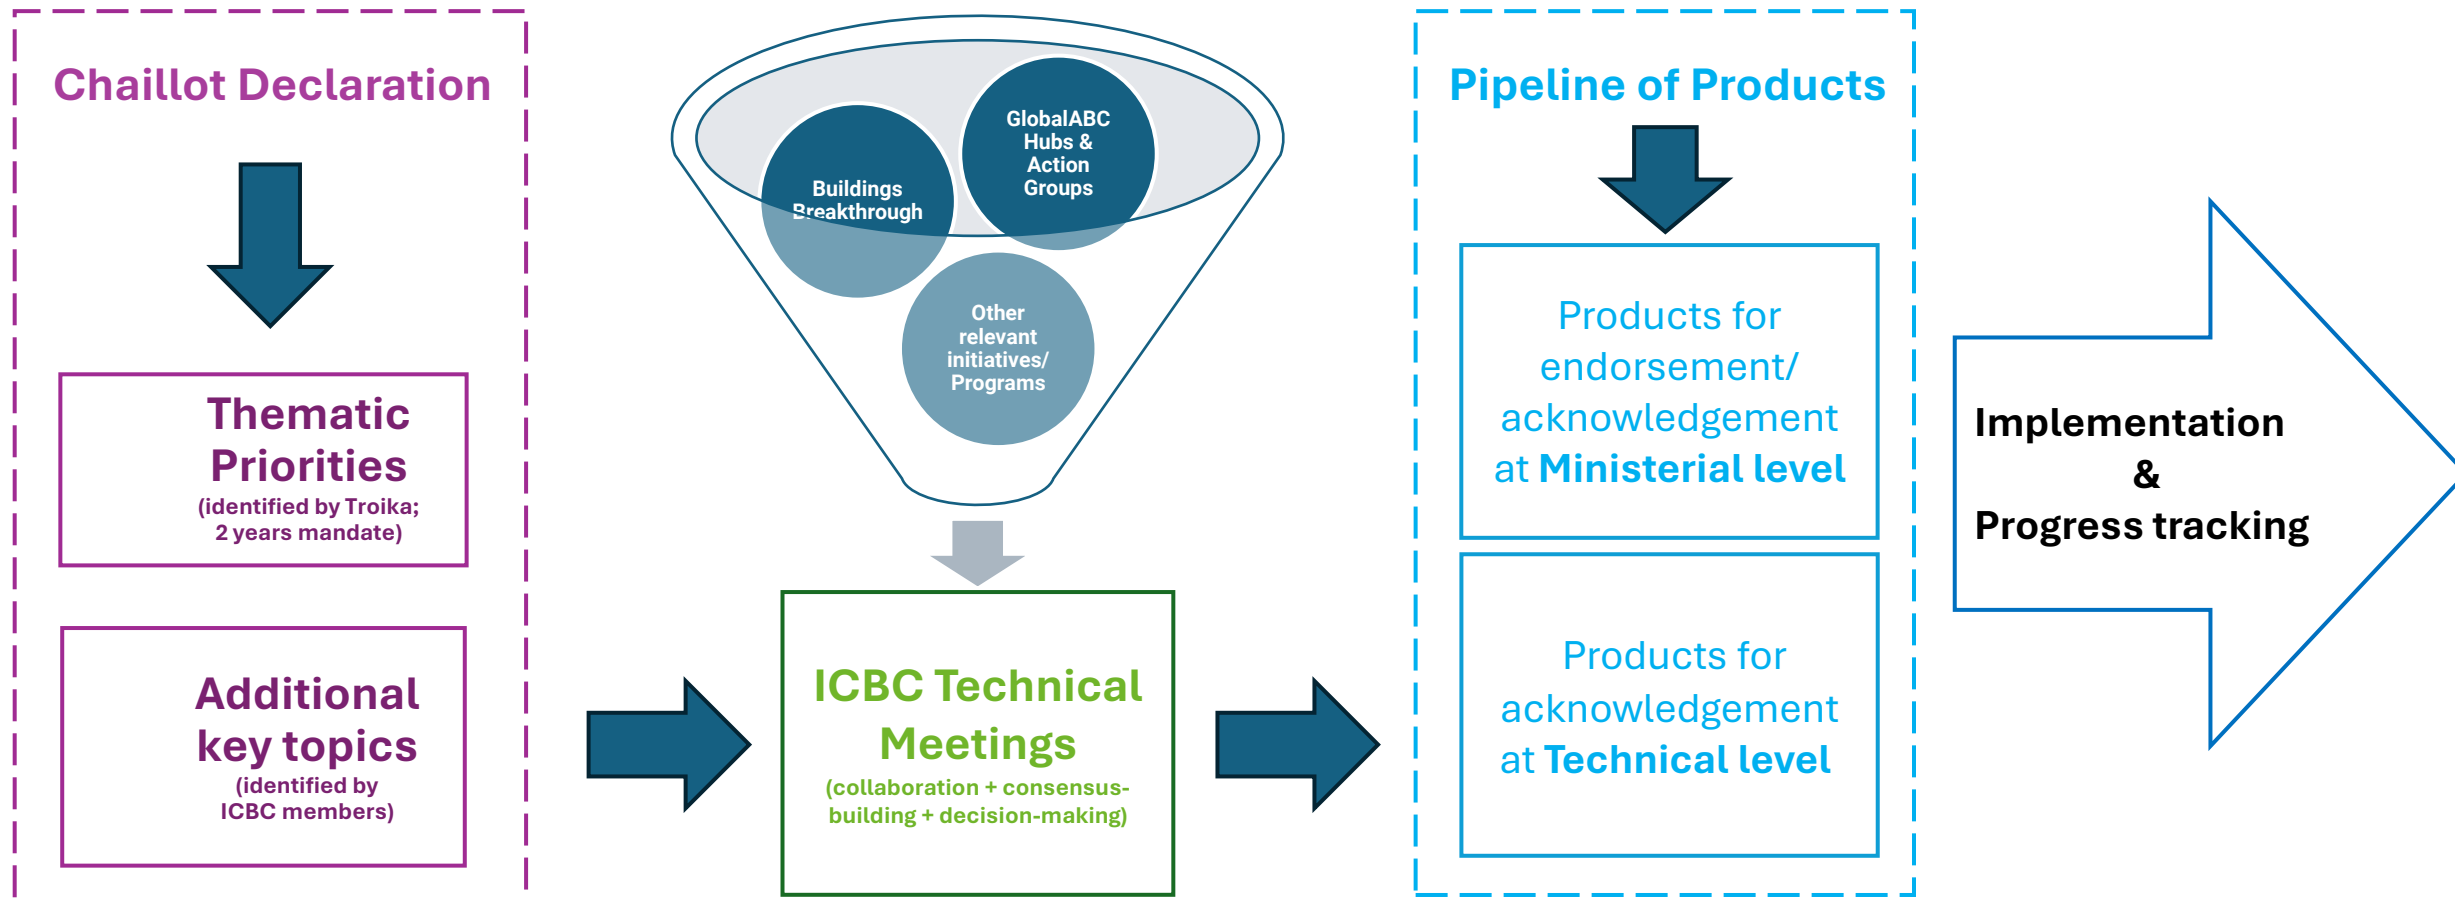 Chaillot Declaration
Thematic
Priorities
(identified by Troika;
2 years mandate)
Additional
key topics
(identified by
ICBC members)
Buildings
Breakthrough
GlobalABC
Hubs &
Action
Groups
Other
relevant
initiatives/
Programs
ICBC Technical
Meetings
(collaboration + consensus-
building + decision-making)
Pipeline of Products
Products for
endorsement/
acknowledgement
at Ministerial level
Products for
acknowledgement
at Technical level
Implementation
&
Progress tracking